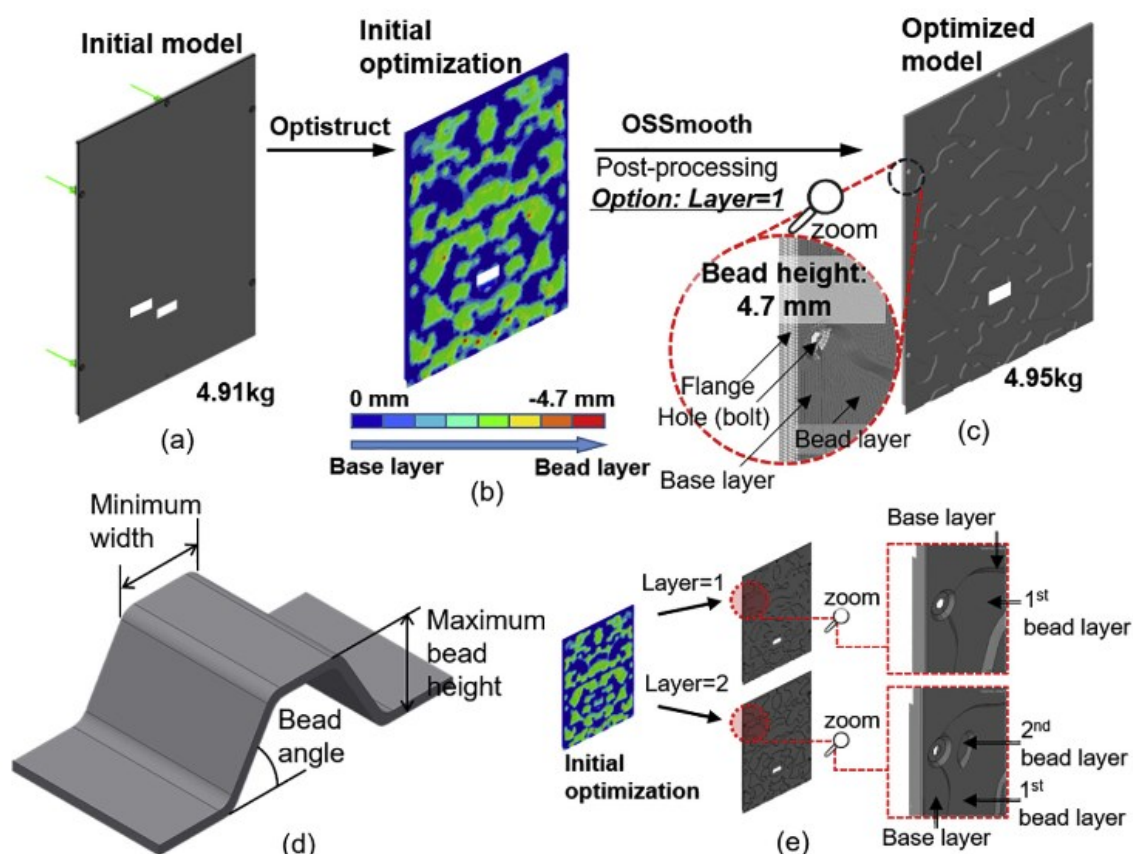 Initial model
4.91kg
(a)
Optistruct
Initial
optimization
0 mm
-4.7 mm
Base layer
Bead layer
(b)
OSSmooth
Post-processing
Option: Layer=1
zoom
Bead height:
4.7 mm
Flange
Hole (bolt)
Base layer
Bead layer
Optimized
model
4.95kg
(c)
Minimum
width
Maximum
bead
height
Bead
angle
(d)
Initial
optimization
Layer=1
Layer=2
zoom
zoom
Base layer
1st
bead layer
2nd
bead layer
1st
bead layer
Base layer
(e)